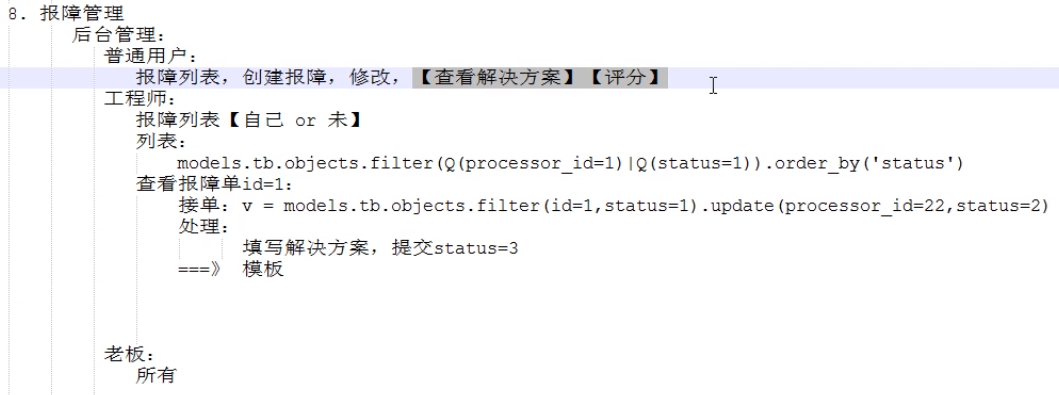 8. 报障管理
后台管理:
普通用户:
报障列表, 创建报障, 修改, 【查看解决方案】【评分】
工程师:
报障列表【自己 or 未】
列表:
models.tb.objects.filter(Q(processor_id=1)|Q(status=1)).order_by('status')
查看报障单id=1:
接单: v = models.tb.objects.filter(id=1,status=1).update(processor_id=22,status=2)
处理:
填写解决方案, 提交status=3
===》 模板
老板:
所有